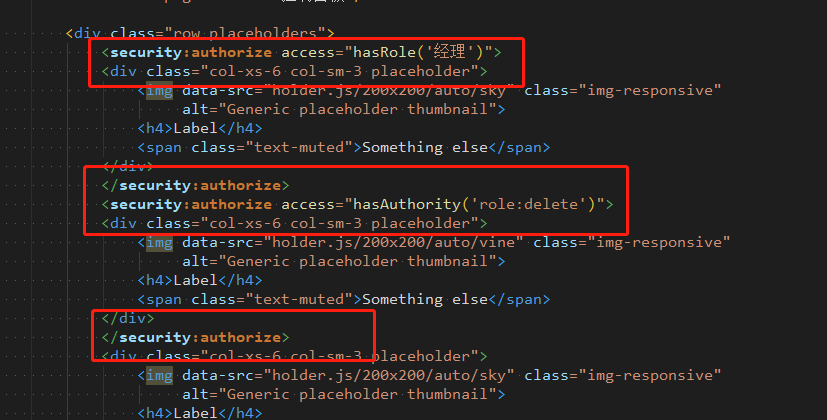 <div class="row placeholders">
<security:authorize access="hasRole('经理')">
<div class="col-xs-6 col-sm-3 placeholder">
<img data-src="holder.js/200x200/auto/sky" class="img-responsive"
alt="Generic placeholder thumbnail">
<h4>Label</h4>
<span class="text-muted">Something else</span>
</div>
</security:authorize>
<security:authorize access="hasAuthority('role:delete')">
<div class="col-xs-6 col-sm-3 placeholder">
<img data-src="holder.js/200x200/auto/vine" class="img-responsive"
alt="Generic placeholder thumbnail">
<h4>Label</h4>
<span class="text-muted">Something else</span>
</div>
</security:authorize>
<div class="col-xs-6 col-sm-3 placeholder">
<img data-src="holder.js/200x200/auto/sky" class="img-responsive"
alt="Generic placeholder thumbnail">
<h4>Label</h4>